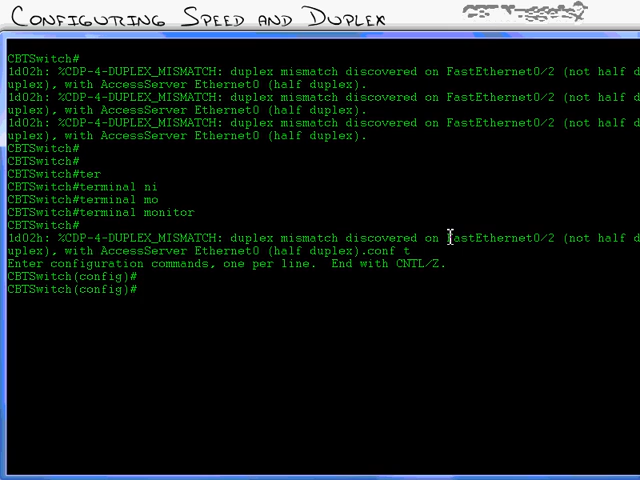 Configuring Speed and Duplex
CBTSwitch#
1d02h: %CDP-4-DUPLEX_MISMATCH: duplex mismatch discovered on FastEthernet0/2 (not half d
uplex), with AccessServer Ethernet0 (half duplex).
1d02h: %CDP-4-DUPLEX_MISMATCH: duplex mismatch discovered on FastEthernet0/2 (not half d
uplex), with AccessServer Ethernet0 (half duplex).
1d02h: %CDP-4-DUPLEX_MISMATCH: duplex mismatch discovered on FastEthernet0/2 (not half d
uplex), with AccessServer Ethernet0 (half duplex).
CBTSwitch#
CBTSwitch#
CBTSwitch#ter
CBTSwitch#terminal ni
CBTSwitch#terminal mo
CBTSwitch#terminal monitor
CBTSwitch#
1d02h: %CDP-4-DUPLEX_MISMATCH: duplex mismatch discovered on FastEthernet0/2 (not half d
uplex), with AccessServer Ethernet0 (half duplex).conf t
Enter configuration commands, one per line.  End with CNTL/Z.
CBTSwitch(config)#
CBTSwitch(config)#